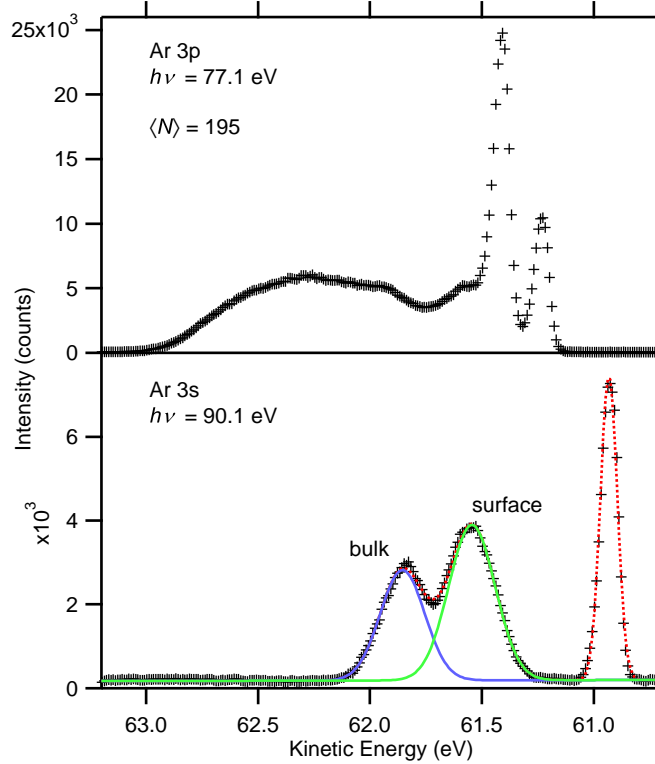 25x10³
Ar 3p
hν = 77.1 eV
⟨N⟩ = 195
20
15
10
5
0
Intensity (counts)
Ar 3s
hν = 90.1 eV
6
x10³
surface
4
bulk
2
0
63.0 62.5 62.0 61.5 61.0
Kinetic Energy (eV)